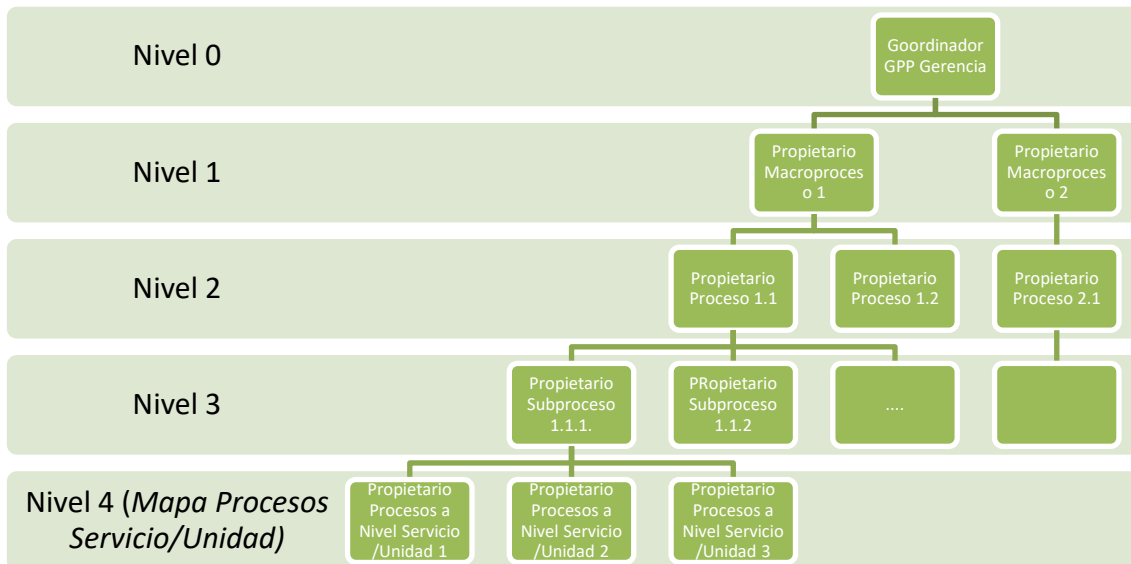 Nivel 0
Goordinador
GPP Gerencia
Nivel 1
Propietario
Macroproces
o 1
Propietario
Macroproces
o 2
Nivel 2
Propietario
Proceso 1.1
Propietario
Proceso 1.2
Propietario
Proceso 2.1
Nivel 3
Propietario
Subproceso
1.1.1.
PRopietario
Subproceso
1.1.2
....
Nivel 4 (Mapa Procesos
Servicio/Unidad)
Propietario
Procesos a
Nivel Servicio
/Unidad 1
Propietario
Procesos a
Nivel Servicio
/Unidad 2
Propietario
Procesos a
Nivel Servicio
/Unidad 3